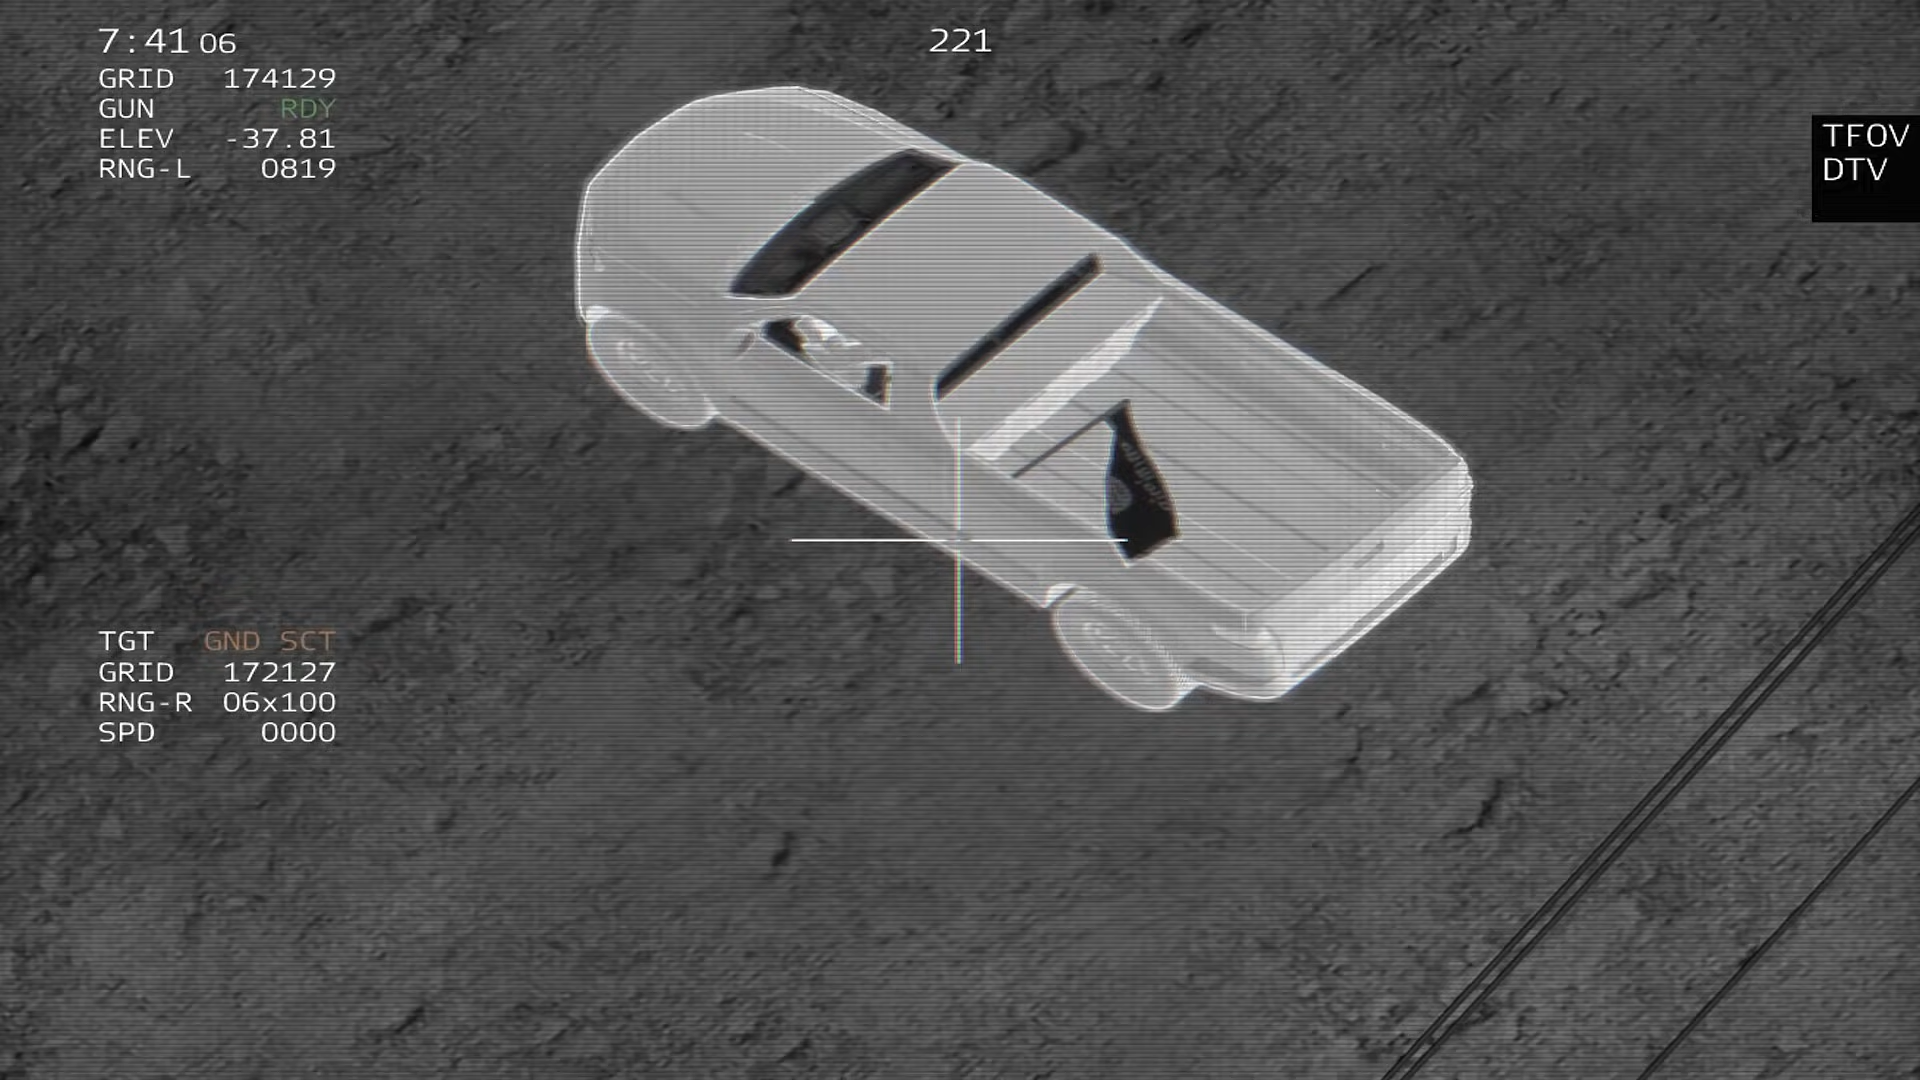 7:41 06
221
GRID 174129
GUN RDY
ELEV -37.81
RNG-L 0819
TFOV
DTV
TGT GND SCT
GRID 172127
RNG-R 06x100
SPD 0000